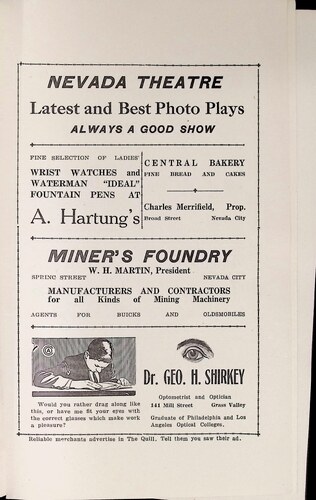 NEVADA THEATRE
Latest and Best Photo Plays
ALWAYS A GOOD SHOW
FINE SELECTION OF LADIES'
WRIST WATCHES and
WATERMAN "IDEAL"
FOUNTAIN PENS AT
A. Hartung's
CENTRAL BAKERY
FINE BREAD AND CAKES
Charles Merrifield, Prop.
Broad Street Nevada City
MINER'S FOUNDRY
W. H. MARTIN, President
SPRING STREET NEVADA CITY
MANUFACTURERS AND CONTRACTORS
for all Kinds of Mining Machinery
AGENTS FOR BUICKS AND OLDSMOBILES
Would you rather drag along like
this, or have me fit your eyes with
the correct glasses which make work
a pleasure?
Dr. GEO. H. SHIRKEY
Optometrist and Optician
141 Mill Street Grass Valley
Graduate of Philadelphia and Los
Angeles Optical Colleges.
Reliable merchants advertise in The Quill. Tell them you saw their ad.